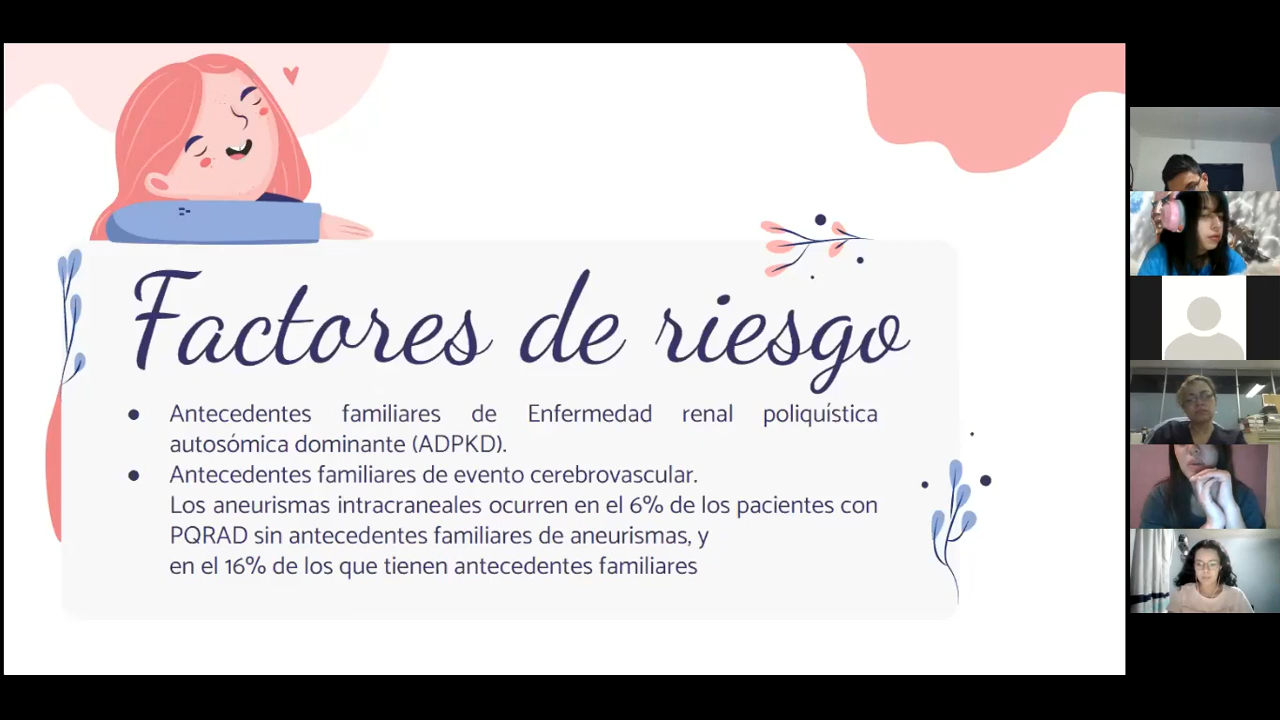 Factores de riesgo
● Antecedentes familiares de Enfermedad renal poliquística
autosómica dominante (ADPKD).
● Antecedentes familiares de evento cerebrovascular.
Los aneurismas intracraneales ocurren en el 6% de los pacientes con
PQRAD sin antecedentes familiares de aneurismas, y
en el 16% de los que tienen antecedentes familiares